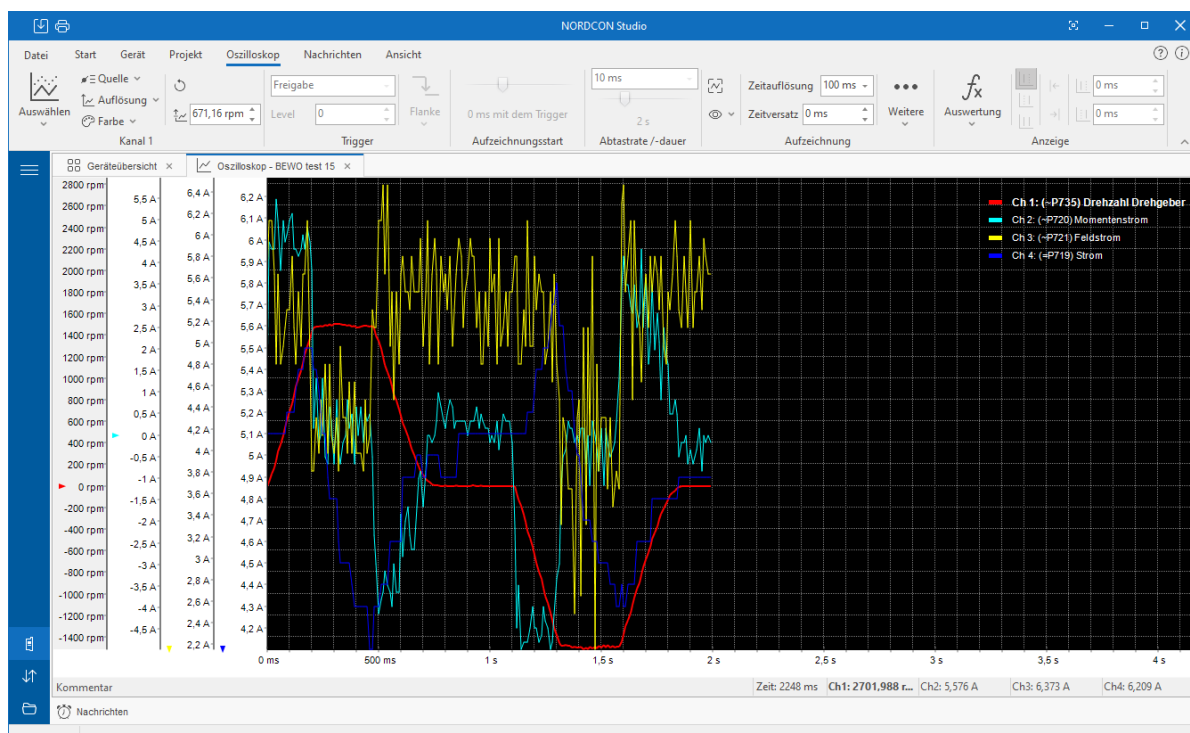 NORDCON Studio
Datei Start Gerät Projekt Oszilloskop Nachrichten Ansicht
Auswählen
Quelle
Auflösung
Farbe
671,16 rpm
Kanal 1
Freigabe
Level 0
Flanke
Trigger
0 ms mit dem Trigger
Aufzeichnungsstart
10 ms
2 s
Abtastrate /-dauer
Zeitauflösung 100 ms
Zeitversatz 0 ms
Weitere
Aufzeichnung
fx
Auswertung
0 ms
0 ms
Anzeige
Geräteübersicht × Oszilloskop - BEWO test 15 ×
2800 rpm
2600 rpm
2400 rpm
2200 rpm
2000 rpm
1800 rpm
1600 rpm
1400 rpm
1200 rpm
1000 rpm
800 rpm
600 rpm
400 rpm
200 rpm
0 rpm
-200 rpm
-400 rpm
-600 rpm
-800 rpm
-1000 rpm
-1200 rpm
-1400 rpm
5,5 A
5 A
4,5 A
4 A
3,5 A
3 A
2,5 A
2 A
1,5 A
1 A
0,5 A
0 A
-0,5 A
-1 A
-1,5 A
-2 A
-2,5 A
-3 A
-3,5 A
-4 A
-4,5 A
6,4 A
6,2 A
6 A
5,8 A
5,6 A
5,4 A
5,2 A
5 A
4,8 A
4,6 A
4,4 A
4,2 A
4 A
3,8 A
3,6 A
3,4 A
3,2 A
3 A
2,8 A
2,6 A
2,4 A
2,2 A
6,2 A
6,1 A
6 A
5,9 A
5,8 A
5,7 A
5,6 A
5,5 A
5,4 A
5,3 A
5,2 A
5,1 A
5 A
4,9 A
4,8 A
4,7 A
4,6 A
4,5 A
4,4 A
4,3 A
4,2 A
Ch 1: (~P735) Drehzahl Drehgeber
Ch 2: (~P720) Momentenstrom
Ch 3: (~P721) Feldstrom
Ch 4: (=P719) Strom
0 ms 500 ms 1 s 1,5 s 2 s 2,5 s 3 s 3,5 s 4 s
Kommentar Zeit: 2248 ms Ch1: 2701,988 r... Ch2: 5,576 A Ch3: 6,373 A Ch4: 6,209 A
Nachrichten